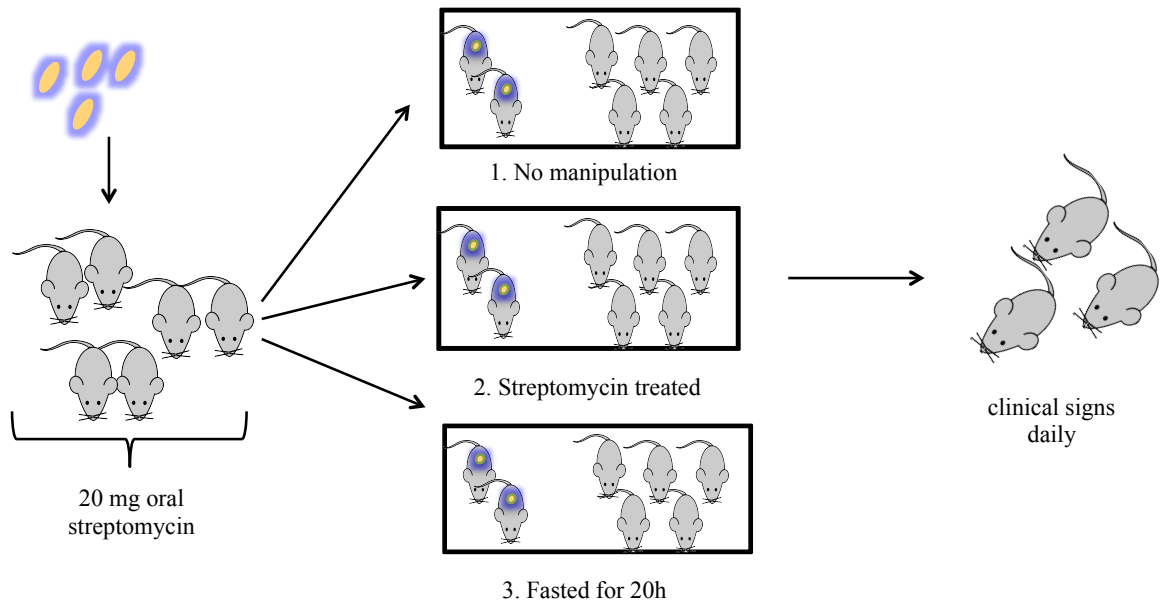 1. No manipulation
2. Streptomycin treated
clinical signs
daily
20 mg oral
streptomycin
3. Fasted for 20h